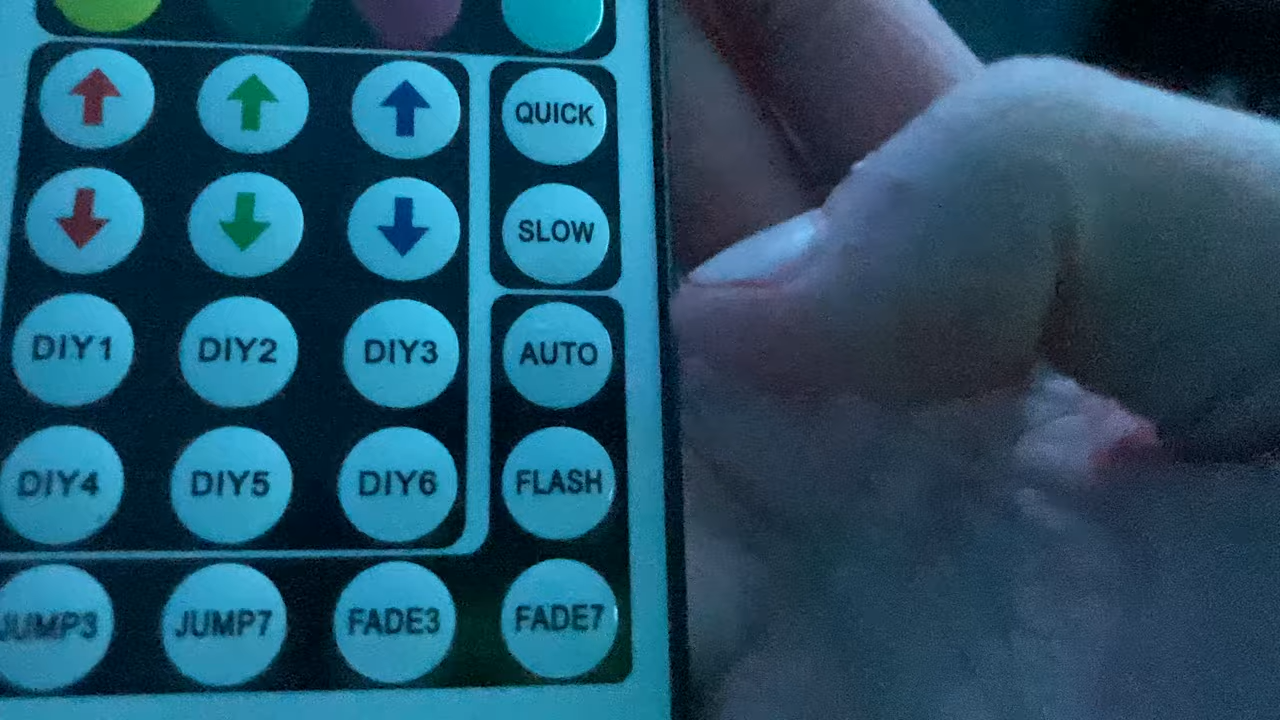 QUICK
SLOW
DIY1 DIY2 DIY3 AUTO
DIY4 DIY5 DIY6 FLASH
JUMP3 JUMP7 FADE3 FADE7